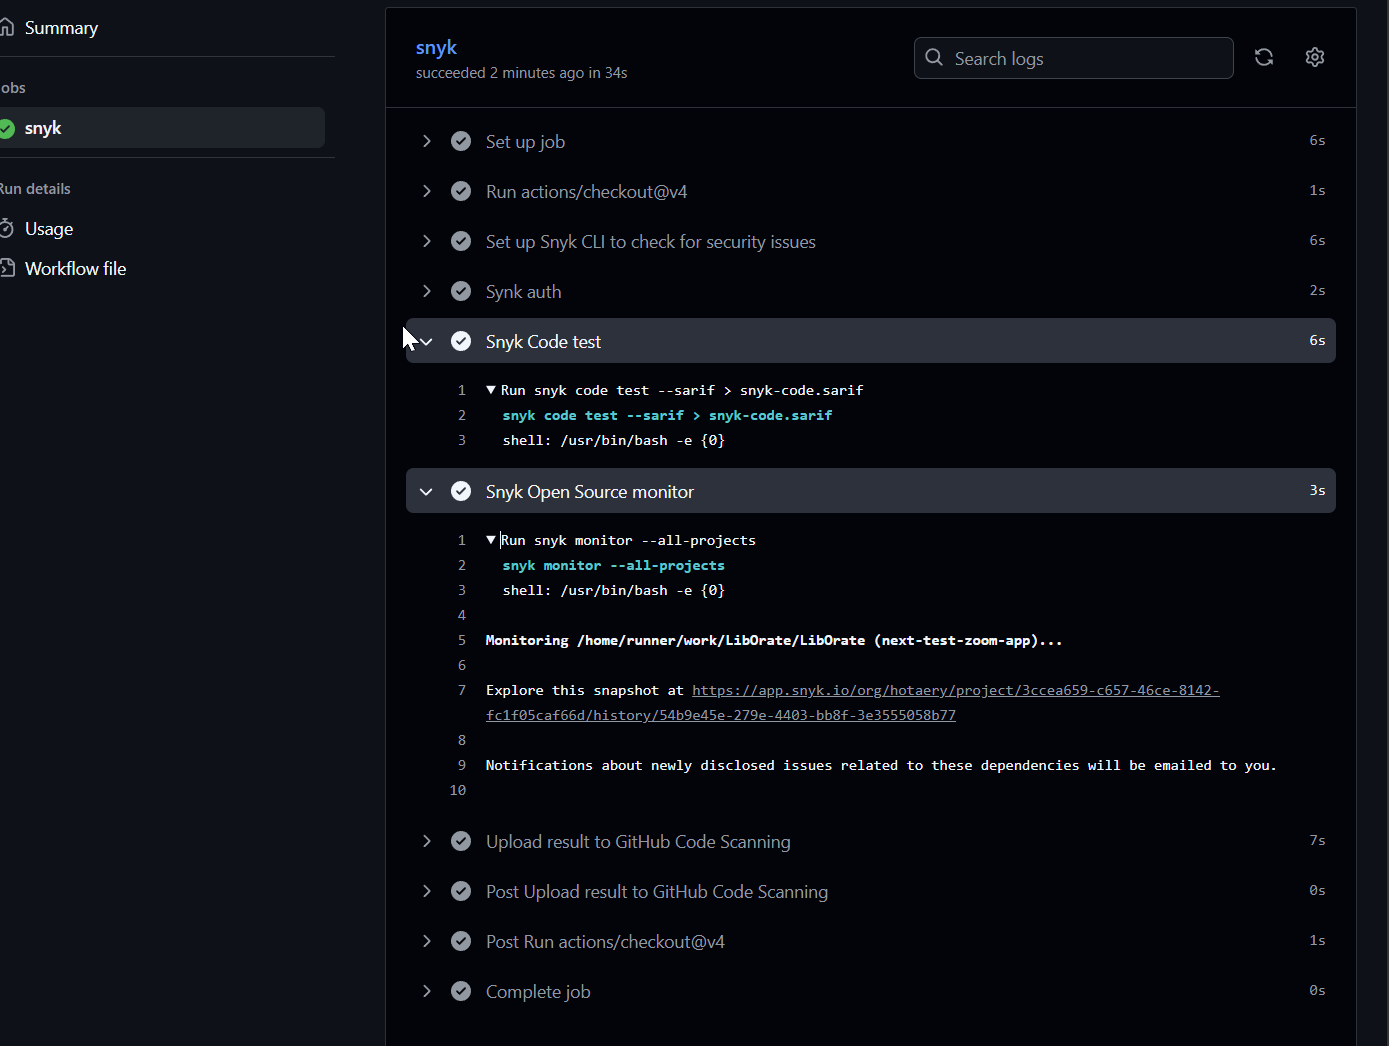 Summary
obs
snyk
Run details
Usage
Workflow file
snyk
succeeded 2 minutes ago in 34s
Search logs
Set up job 6s
Run actions/checkout@v4 1s
Set up Snyk CLI to check for security issues 6s
Synk auth 2s
Snyk Code test 6s
1 ▼ Run snyk code test --sarif > snyk-code.sarif
2 snyk code test --sarif > snyk-code.sarif
3 shell: /usr/bin/bash -e {0}
Snyk Open Source monitor 3s
1 ▼ Run snyk monitor --all-projects
2 snyk monitor --all-projects
3 shell: /usr/bin/bash -e {0}
4
5 Monitoring /home/runner/work/LibOrate/LibOrate (next-test-zoom-app)...
6
7 Explore this snapshot at https://app.snyk.io/org/hotaery/project/3ccea659-c657-46ce-8142-
fc1f05caf66d/history/54b9e45e-279e-4403-bb8f-3e3555058b77
8
9 Notifications about newly disclosed issues related to these dependencies will be emailed to you.
10
Upload result to GitHub Code Scanning 7s
Post Upload result to GitHub Code Scanning 0s
Post Run actions/checkout@v4 1s
Complete job 0s